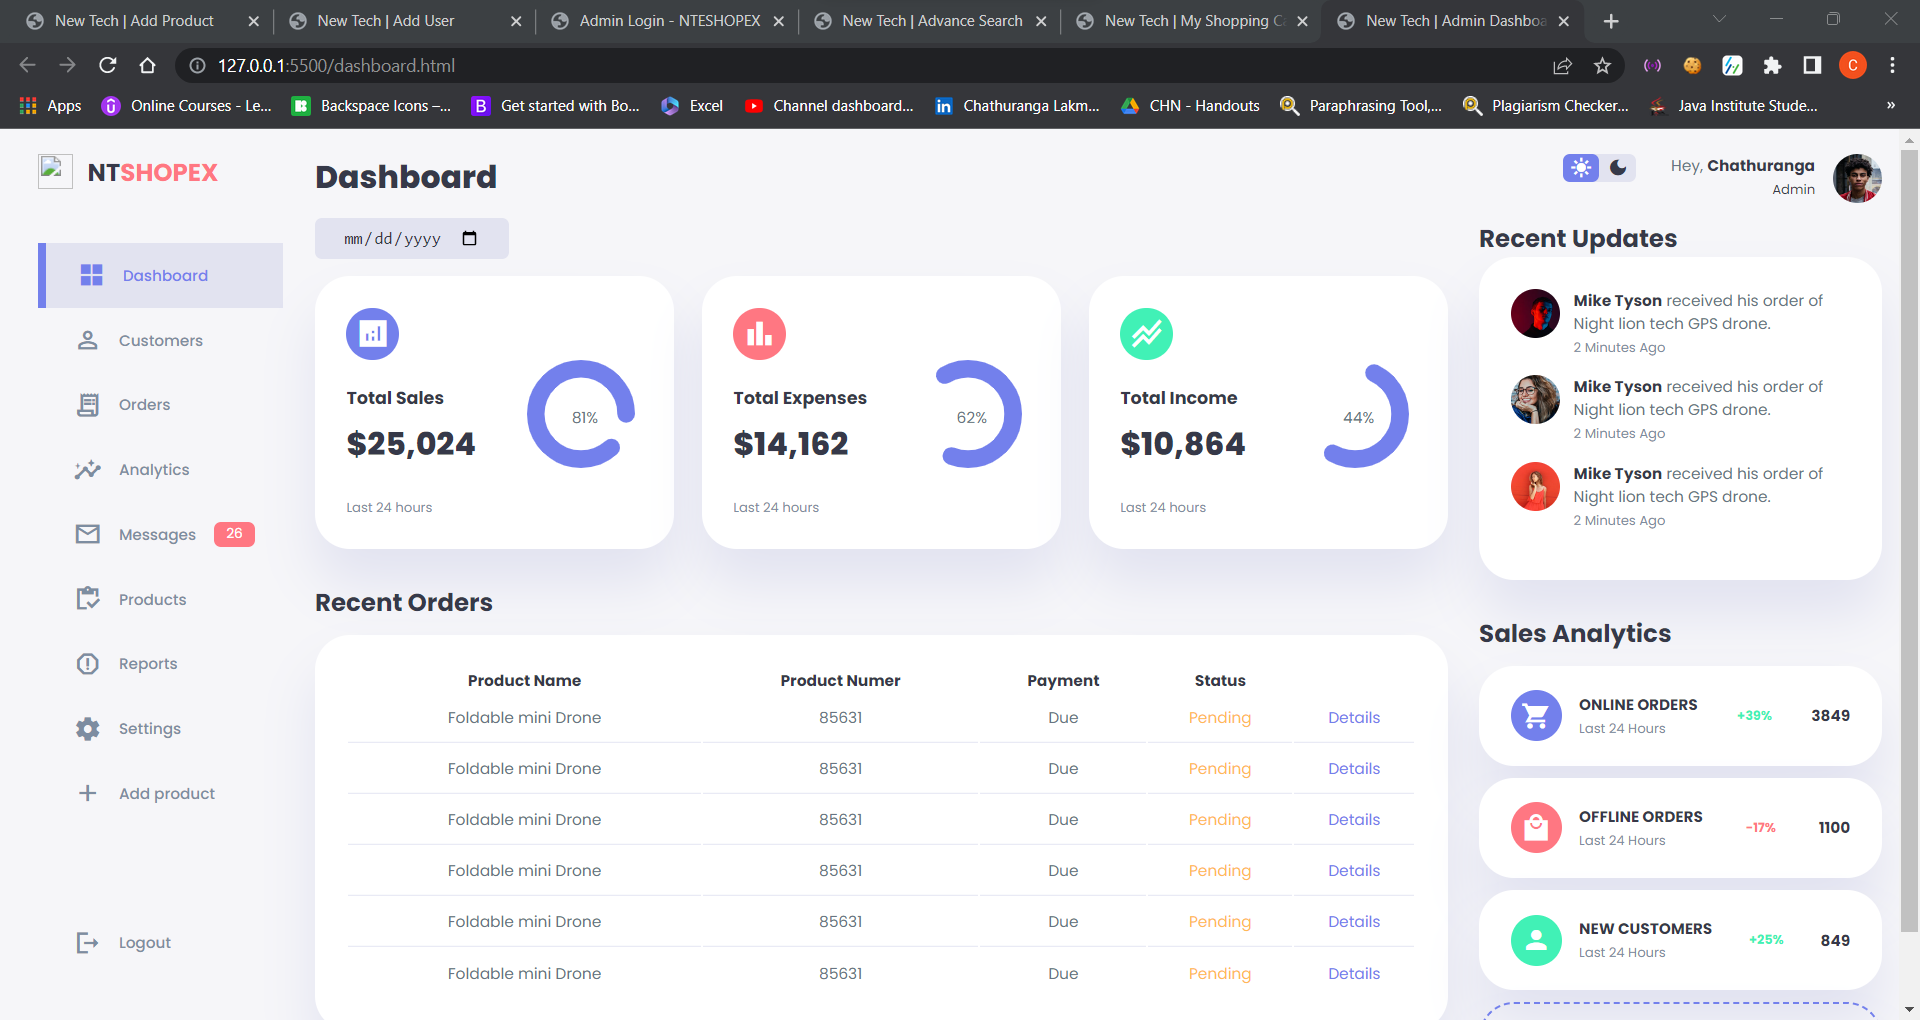 New Tech | Add Product
New Tech | Add User
Admin Login - NTESHOPEX
New Tech | Advance Search
New Tech | My Shopping C
New Tech | Admin Dashboa
127.0.0.1:5500/dashboard.html
C
Apps
Online Courses - Le...
Backspace Icons –...
Get started with Bo...
Excel
Channel dashboard...
Chathuranga Lakm...
CHN - Handouts
Paraphrasing Tool,...
Plagiarism Checker...
Java Institute Stude...
»
NTSHOPEX
Dashboard
Customers
Orders
Analytics
Messages 26
Products
Reports
Settings
Add product
Logout
Dashboard
mm/dd/yyyy
Total Sales
$25,024
81%
Last 24 hours
Total Expenses
$14,162
62%
Last 24 hours
Total Income
$10,864
44%
Last 24 hours
Recent Orders
Product Name Product Numer Payment Status
Foldable mini Drone 85631 Due Pending Details
Foldable mini Drone 85631 Due Pending Details
Foldable mini Drone 85631 Due Pending Details
Foldable mini Drone 85631 Due Pending Details
Foldable mini Drone 85631 Due Pending Details
Foldable mini Drone 85631 Due Pending Details
Hey, Chathuranga
Admin
Recent Updates
Mike Tyson received his order of
Night lion tech GPS drone.
2 Minutes Ago
Mike Tyson received his order of
Night lion tech GPS drone.
2 Minutes Ago
Mike Tyson received his order of
Night lion tech GPS drone.
2 Minutes Ago
Sales Analytics
ONLINE ORDERS
Last 24 Hours
+39%
3849
OFFLINE ORDERS
Last 24 Hours
-17%
1100
NEW CUSTOMERS
Last 24 Hours
+25%
849